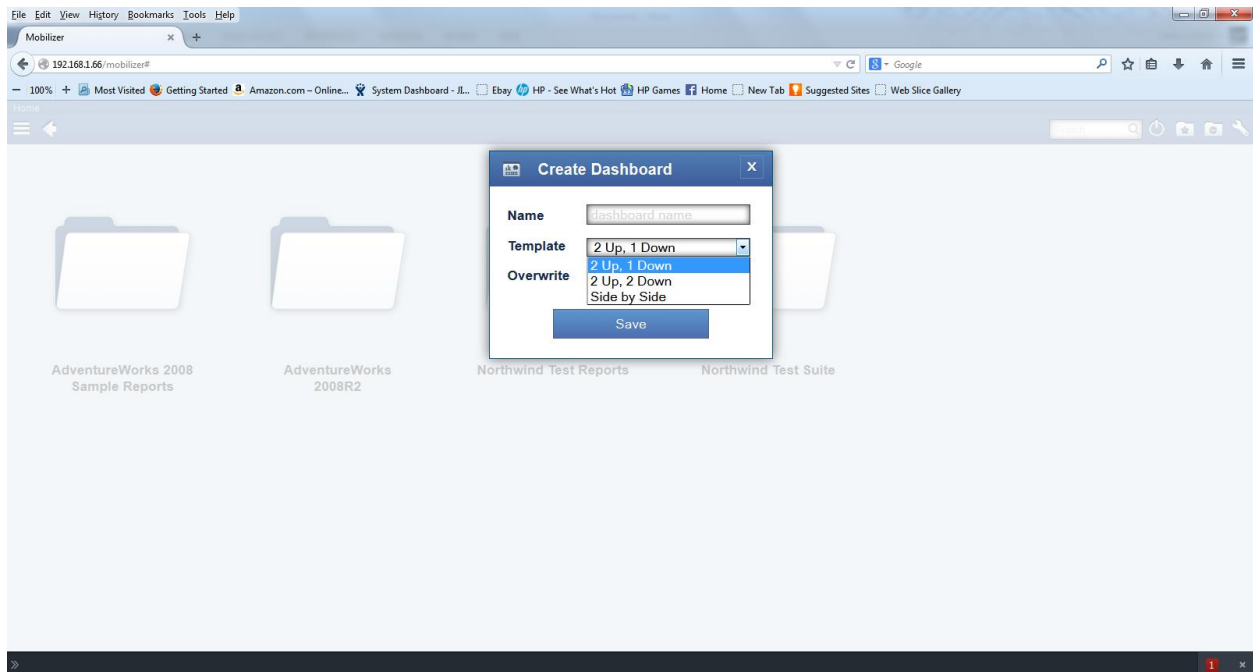 File Edit View History Bookmarks Tools Help
Mobilizer × +
192.168.1.66/mobilizer# Google
100% + Most Visited Getting Started Amazon.com – Online... System Dashboard - JI... Ebay HP - See What's Hot HP Games Home New Tab Suggested Sites Web Slice Gallery
Home
Create Dashboard X
Name dashboard name
Template 2 Up, 1 Down
2 Up, 1 Down
Overwrite
2 Up, 2 Down
Side by Side
Save
AdventureWorks 2008 Sample Reports
AdventureWorks 2008R2
Northwind Test Reports
Northwind Test Suite
1 ×